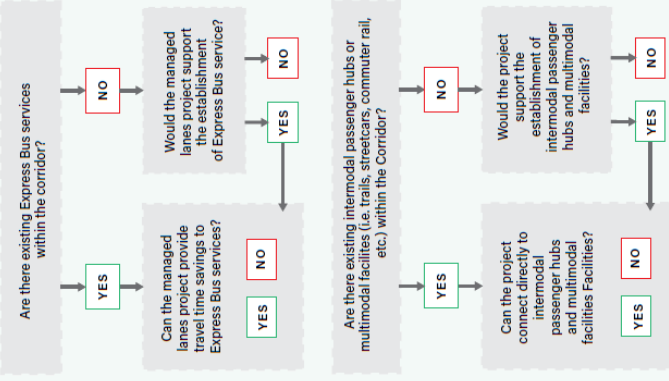 Are there existing Express Bus services
within the corridor?
YES
NO
Can the managed
lanes project provide
travel time savings to
Express Bus services?
YES
NO
Would the managed
lanes project support
the establishment
of Express Bus service?
YES
NO
Are there existing intermodal passenger hubs or
multimodal facilites (i.e. trails, streetcars, commuter rail,
etc.) within the Corridor?
YES
NO
Can the project
connect directly to
intermodal
passenger hubs
and multimodal
facilities Facilities?
YES
NO
Would the project
support the
establishment of
intermodal passenger
hubs and multimodal
facilities?
YES
NO